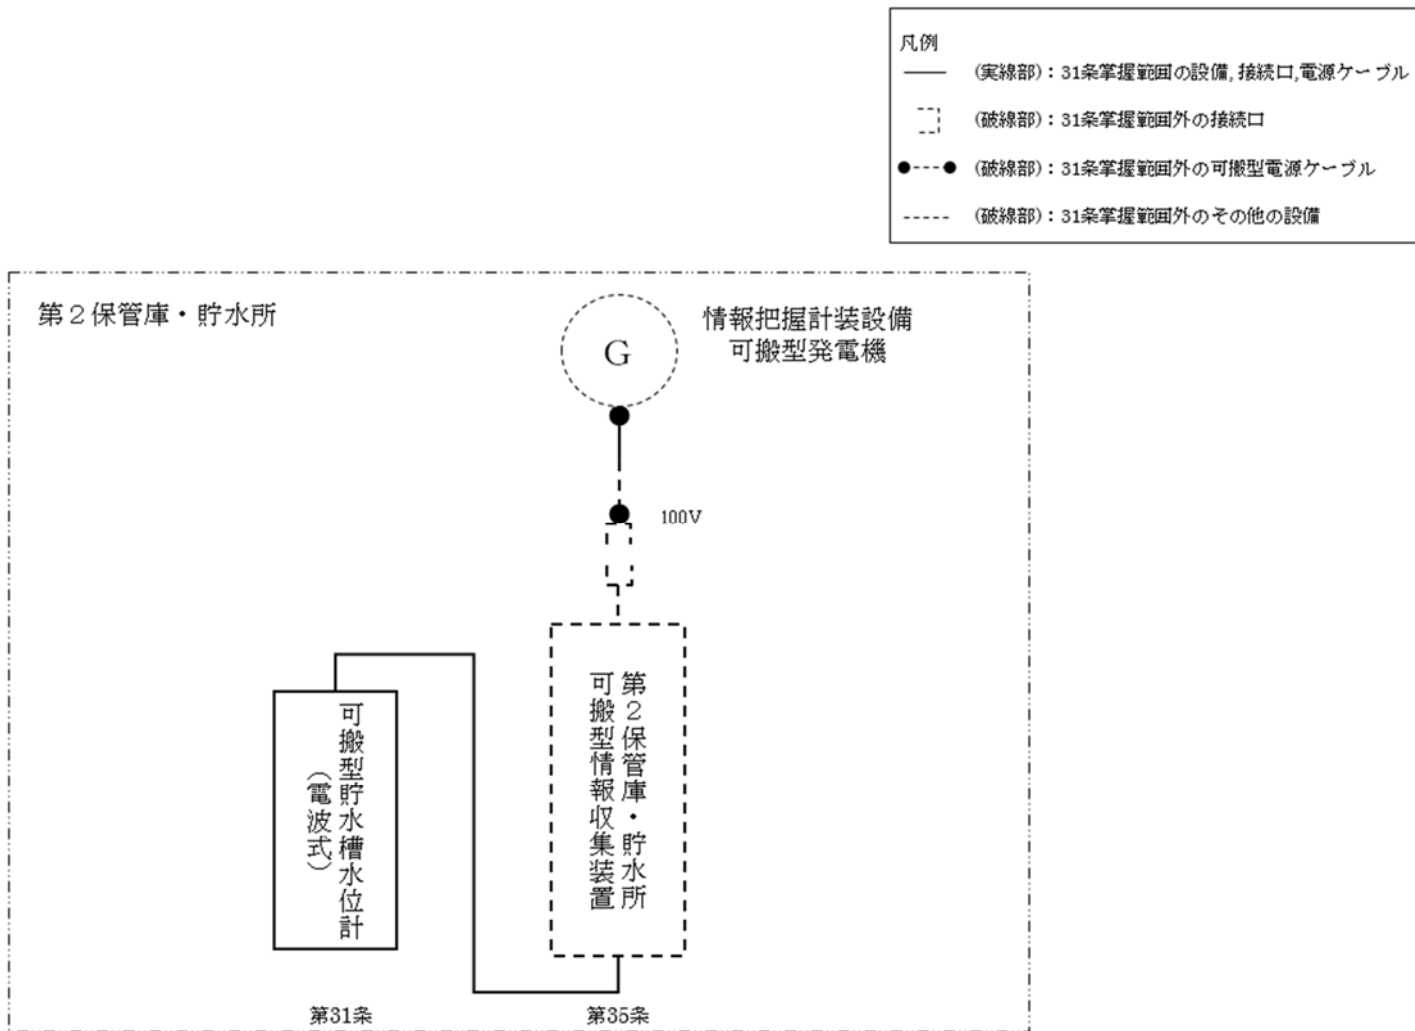 凡例
(実線部)：31条掌握範囲の設備,接続口,電源ケーブル
(破線部)：31条掌握範囲外の接続口
(破線部)：31条掌握範囲外の可搬型電源ケーブル
(破線部)：31条掌握範囲外のその他の設備
第２保管庫・貯水所
G
情報把握計装設備
可搬型発電機
100V
第２保管庫・貯水所
可搬型情報収集装置
可搬型貯水槽水位計
（電波式）
第31条
第35条